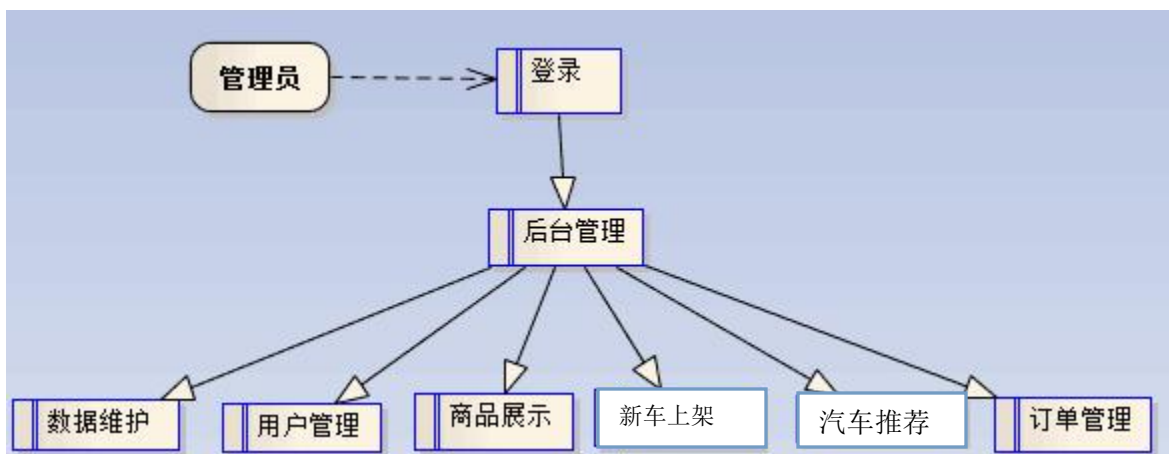 管理员
登录
后台管理
数据维护
用户管理
商品展示
新车上架
汽车推荐
订单管理